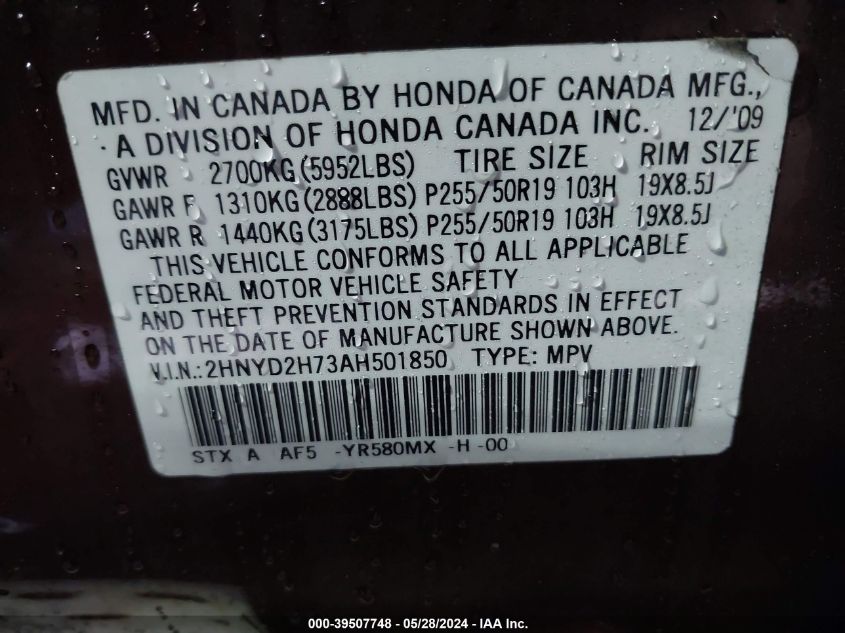 MFD. IN CANADA BY HONDA OF CANADA MFG.,
A DIVISION OF HONDA CANADA INC. 12/'09
GVWR 2700KG(5952LBS) TIRE SIZE RIM SIZE
GAWR F 1310KG(2888LBS) P255/50R19 103H 19X8.5J
GAWR R 1440KG(3175LBS) P255/50R19 103H 19X8.5J
THIS VEHICLE CONFORMS TO ALL APPLICABLE
FEDERAL MOTOR VEHICLE SAFETY
AND THEFT PREVENTION STANDARDS IN EFFECT
ON THE DATE OF MANUFACTURE SHOWN ABOVE.
V.I.N.:2HNYD2H73AH501850 TYPE: MPV
STX A AF5 -YR580MX -H -00
000-39507748 - 05/28/2024 - IAA Inc.